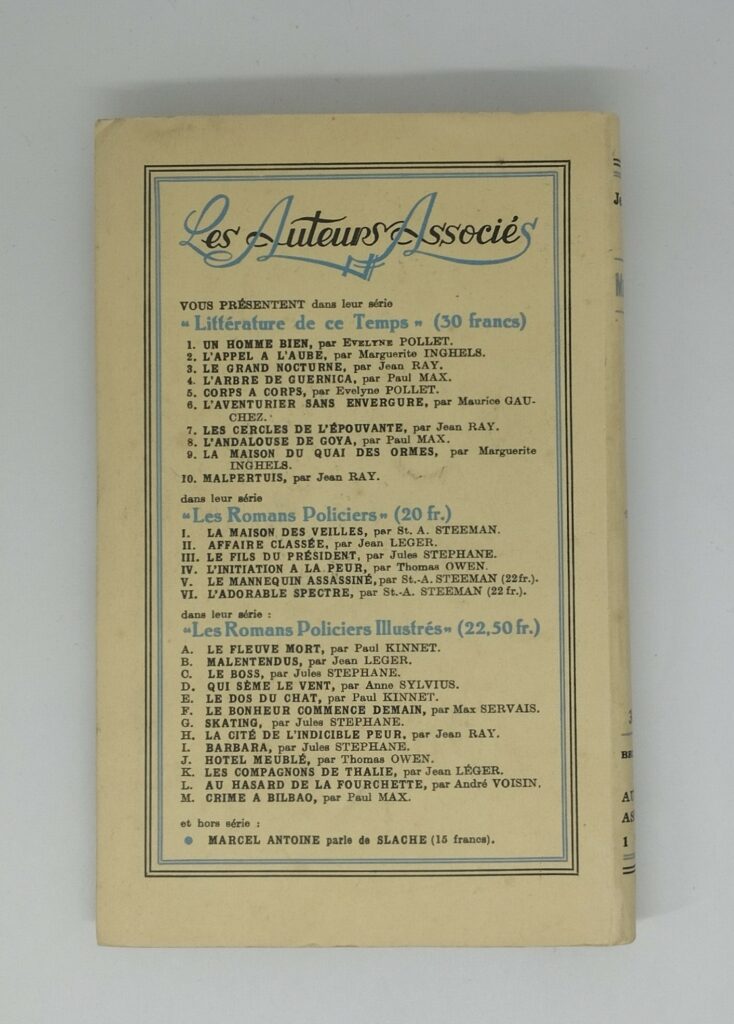 Les Auteurs Associés
VOUS PRÉSENTENT dans leur série
"Littérature de ce Temps" (30 francs)
1. UN HOMME BIEN, par EVELYNE POLLET.
2. L'APPEL A L'AUBE, par Marguerite INGHELS.
3. LE GRAND NOCTURNE, par Jean RAY.
4. L'ARBRE DE GUERNICA, par Paul MAX.
5. CORPS A CORPS, par Evelyne POLLET.
6. L'AVENTURIER SANS ENVERGURE, par Maurice GAU-
CHEZ.
7. LES CERCLES DE L'ÉPOUVANTE, par Jean RAY.
8. L'ANDALOUSE DE GOYA, par Paul MAX.
9. LA MAISON DU QUAI DES ORMES, par Marguerite
INGHELS.
10. MALPERTUIS, par Jean RAY.
dans leur série
"Les Romans Policiers" (20 fr.)
I. LA MAISON DES VEILLES, par St. A. STEEMAN.
II. AFFAIRE CLASSÉE, par Jean LEGER.
III. LE FILS DU PRÉSIDENT, par Jules STEPHANE.
IV. L'INITIATION A LA PEUR, par Thomas OWEN.
V. LE MANNEQUIN ASSASSINÉ, par St.-A. STEEMAN (22 fr.).
VI. L'ADORABLE SPECTRE, par St.-A. STEEMAN (22 fr.).
dans leur série :
"Les Romans Policiers Illustrés" (22,50 fr.)
A. LE FLEUVE MORT, par Paul KINNET.
B. MALENTENDUS, par Jean LEGER.
C. LE BOSS, par Jules STEPHANE.
D. QUI SÈME LE VENT, par Anne SYLVIUS.
E. LE DOS DU CHAT, par Paul KINNET.
F. LE BONHEUR COMMENCE DEMAIN, par Max SERVAIS.
G. SKATING, par Jules STEPHANE.
H. LA CITÉ DE L'INDICIBLE PEUR, par Jean RAY.
I. BARBARA, par Jules STEPHANE.
J. HOTEL MEUBLÉ, par Thomas OWEN.
K. LES COMPAGNONS DE THALIE, par Jean LÉGER.
L. AU HASARD DE LA FOURCHETTE, par André VOISIN.
M. CRIME A BILBAO, par Paul MAX.
et hors série :
● MARCEL ANTOINE parle de SLACHE (15 francs).